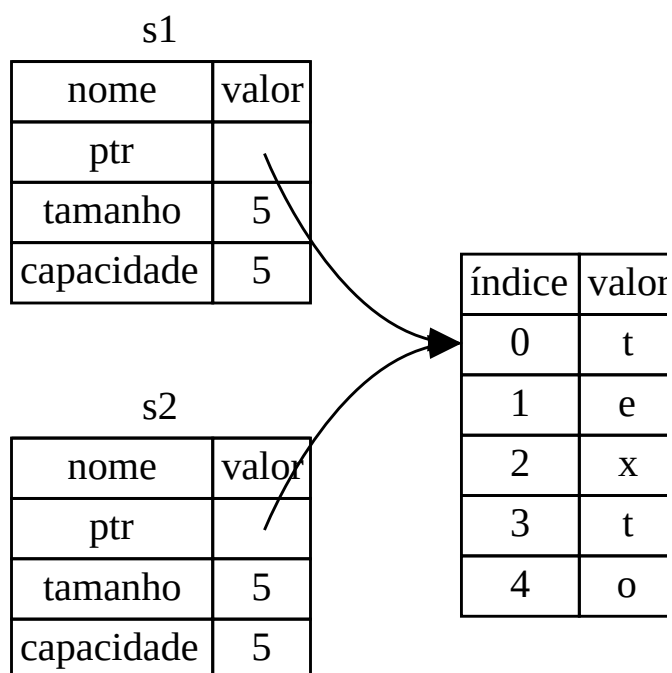 s1
nome valor
ptr
tamanho 5
capacidade 5
s2
nome valor
ptr
tamanho 5
capacidade 5
índice valor
0 t
1 e
2 x
3 t
4 o